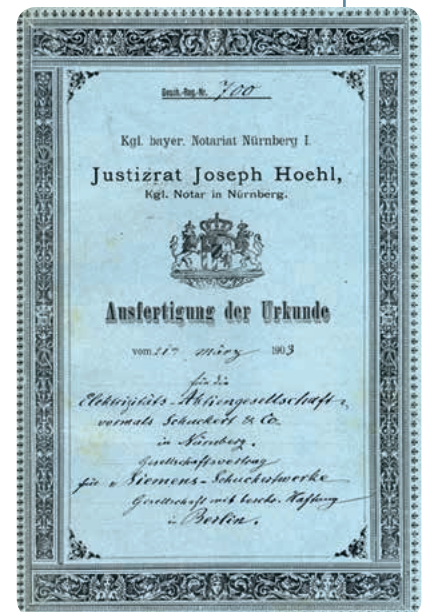 Gesch.-Reg.-Nr. 700
Kgl. bayer. Notariat Nürnberg I.
Justizrat Joseph Hoehl,
Kgl. Notar in Nürnberg.
Ausfertigung der Urkunde
vom 27ten März 1903
für die
Elektrizitäts-Aktiengesellschaft
vormals Schuckert & Co.
in Nürnberg.
Gesellschaftsvertrag
für Siemens-Schuckertwerke
Gesellschaft mit beschr. Haftung
in Berlin.